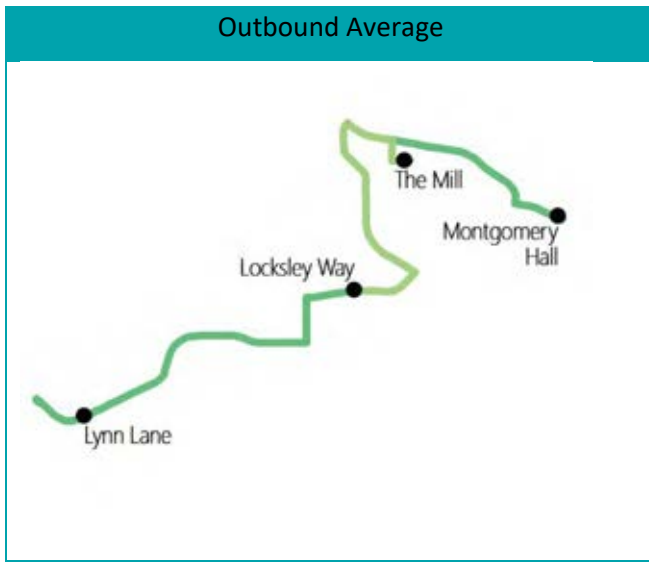 Outbound Average
The Mill
Montgomery
Hall
Locksley Way
Lynn Lane